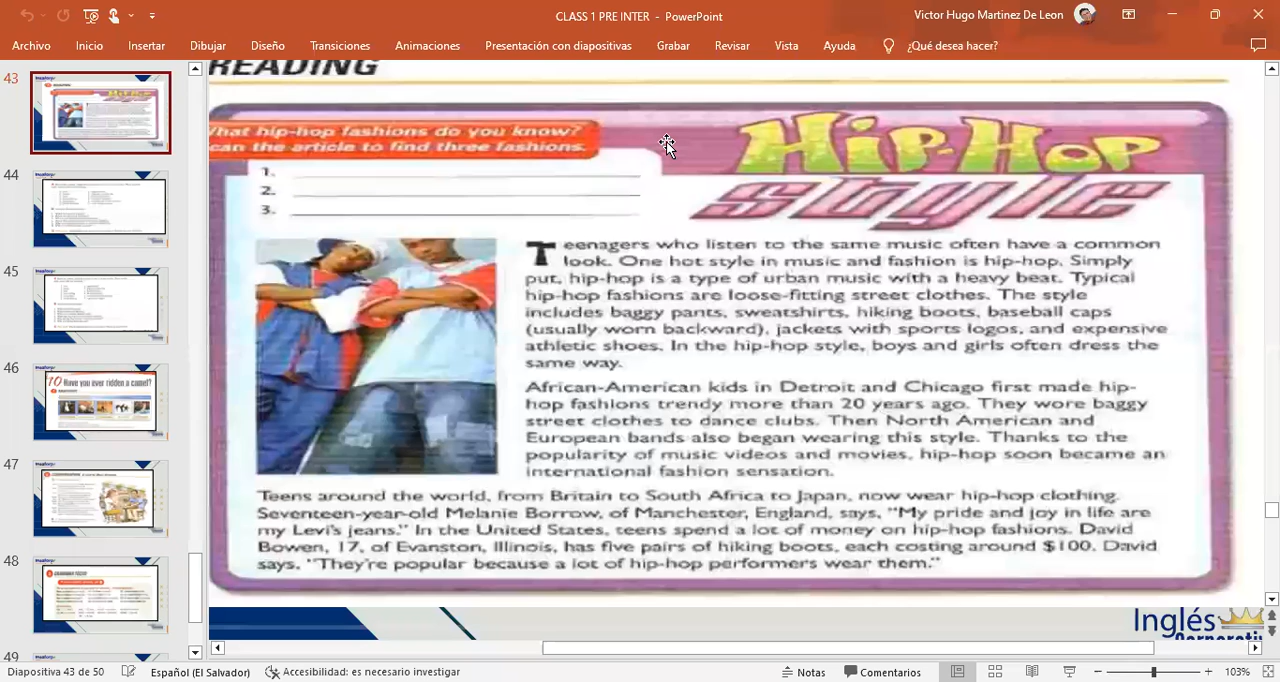 CLASS 1 PRE INTER - PowerPoint
Victor Hugo Martinez De Leon
Archivo Inicio Insertar Dibujar Diseño Transiciones Animaciones Presentación con diapositivas Grabar Revisar Vista Ayuda ¿Qué desea hacer?
43
44
45
46
10 Have you ever ridden a camel?
47
48
49
READING
What hip-hop fashions do you know?
can the article to find three fashions.
1.
2.
3.
Hip-Hop
style
Teenagers who listen to the same music often have a common
look. One hot style in music and fashion is hip-hop. Simply
put, hip-hop is a type of urban music with a heavy beat. Typical
hip-hop fashions are loose-fitting street clothes. The style
includes baggy pants, sweatshirts, hiking boots, baseball caps
(usually worn backward), jackets with sports logos, and expensive
athletic shoes. In the hip-hop style, boys and girls often dress the
same way.
African-American kids in Detroit and Chicago first made hip-
hop fashions trendy more than 20 years ago. They wore baggy
street clothes to dance clubs. Then North American and
European bands also began wearing this style. Thanks to the
popularity of music videos and movies, hip-hop soon became an
international fashion sensation.
Teens around the world, from Britain to South Africa to Japan, now wear hip-hop clothing.
Seventeen-year-old Melanie Borrow, of Manchester, England, says, "My pride and joy in life are
my Levi's jeans." In the United States, teens spend a lot of money on hip-hop fashions. David
Bowen, 17, of Evanston, Illinois, has five pairs of hiking boots, each costing around $100. David
says, "They're popular because a lot of hip-hop performers wear them."
Inglés
Corporati
Diapositiva 43 de 50 Español (El Salvador) Accesibilidad: es necesario investigar Notas Comentarios 103%